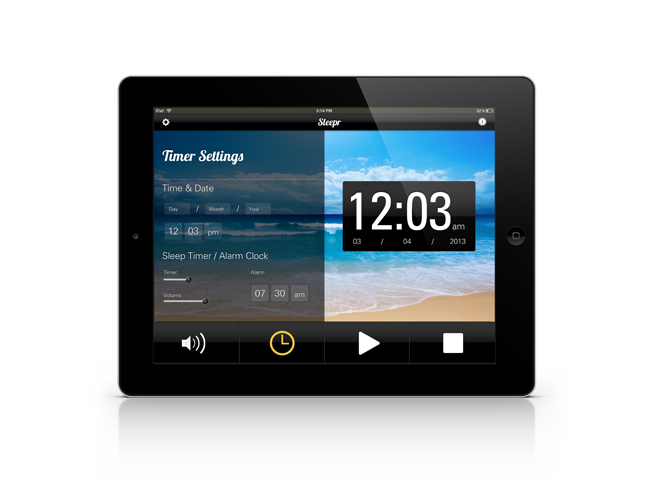 iPad 3:14 PM 32%
Sleepr
Timer Settings
Time & Date
Day / Month / Year
12 03 pm
Sleep Timer / Alarm Clock
Timer Alarm
Volume
07 30 am
12:03 am
03 / 04 / 2013